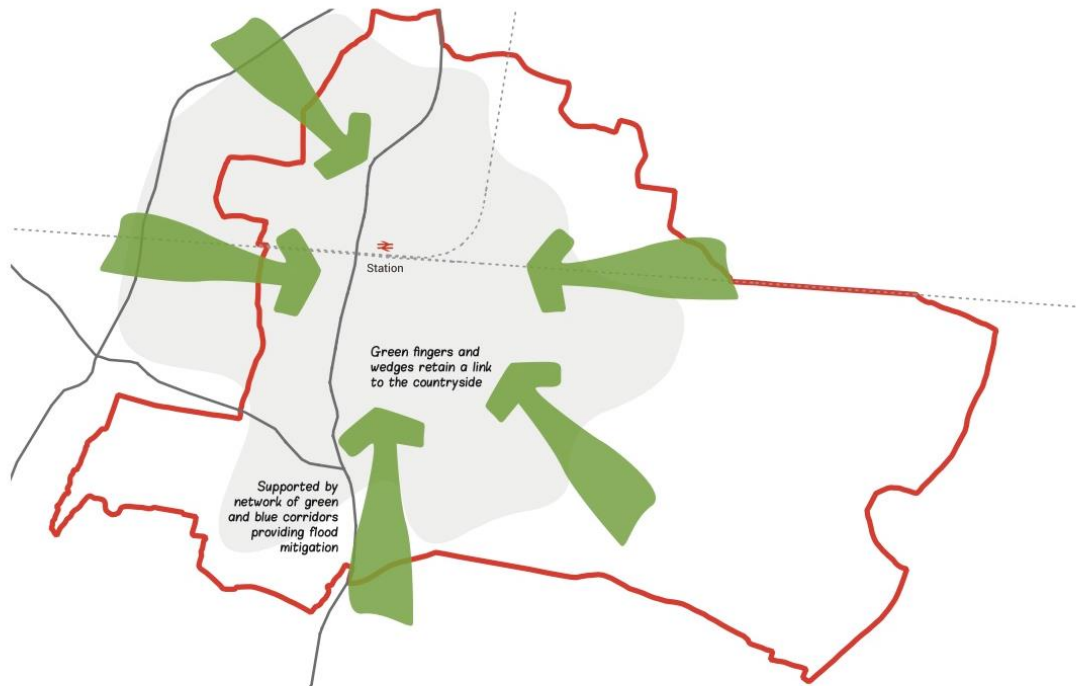 Station
Green fingers and
wedges retain a link
to the countryside
Supported by
network of green
and blue corridors
providing flood
mitigation